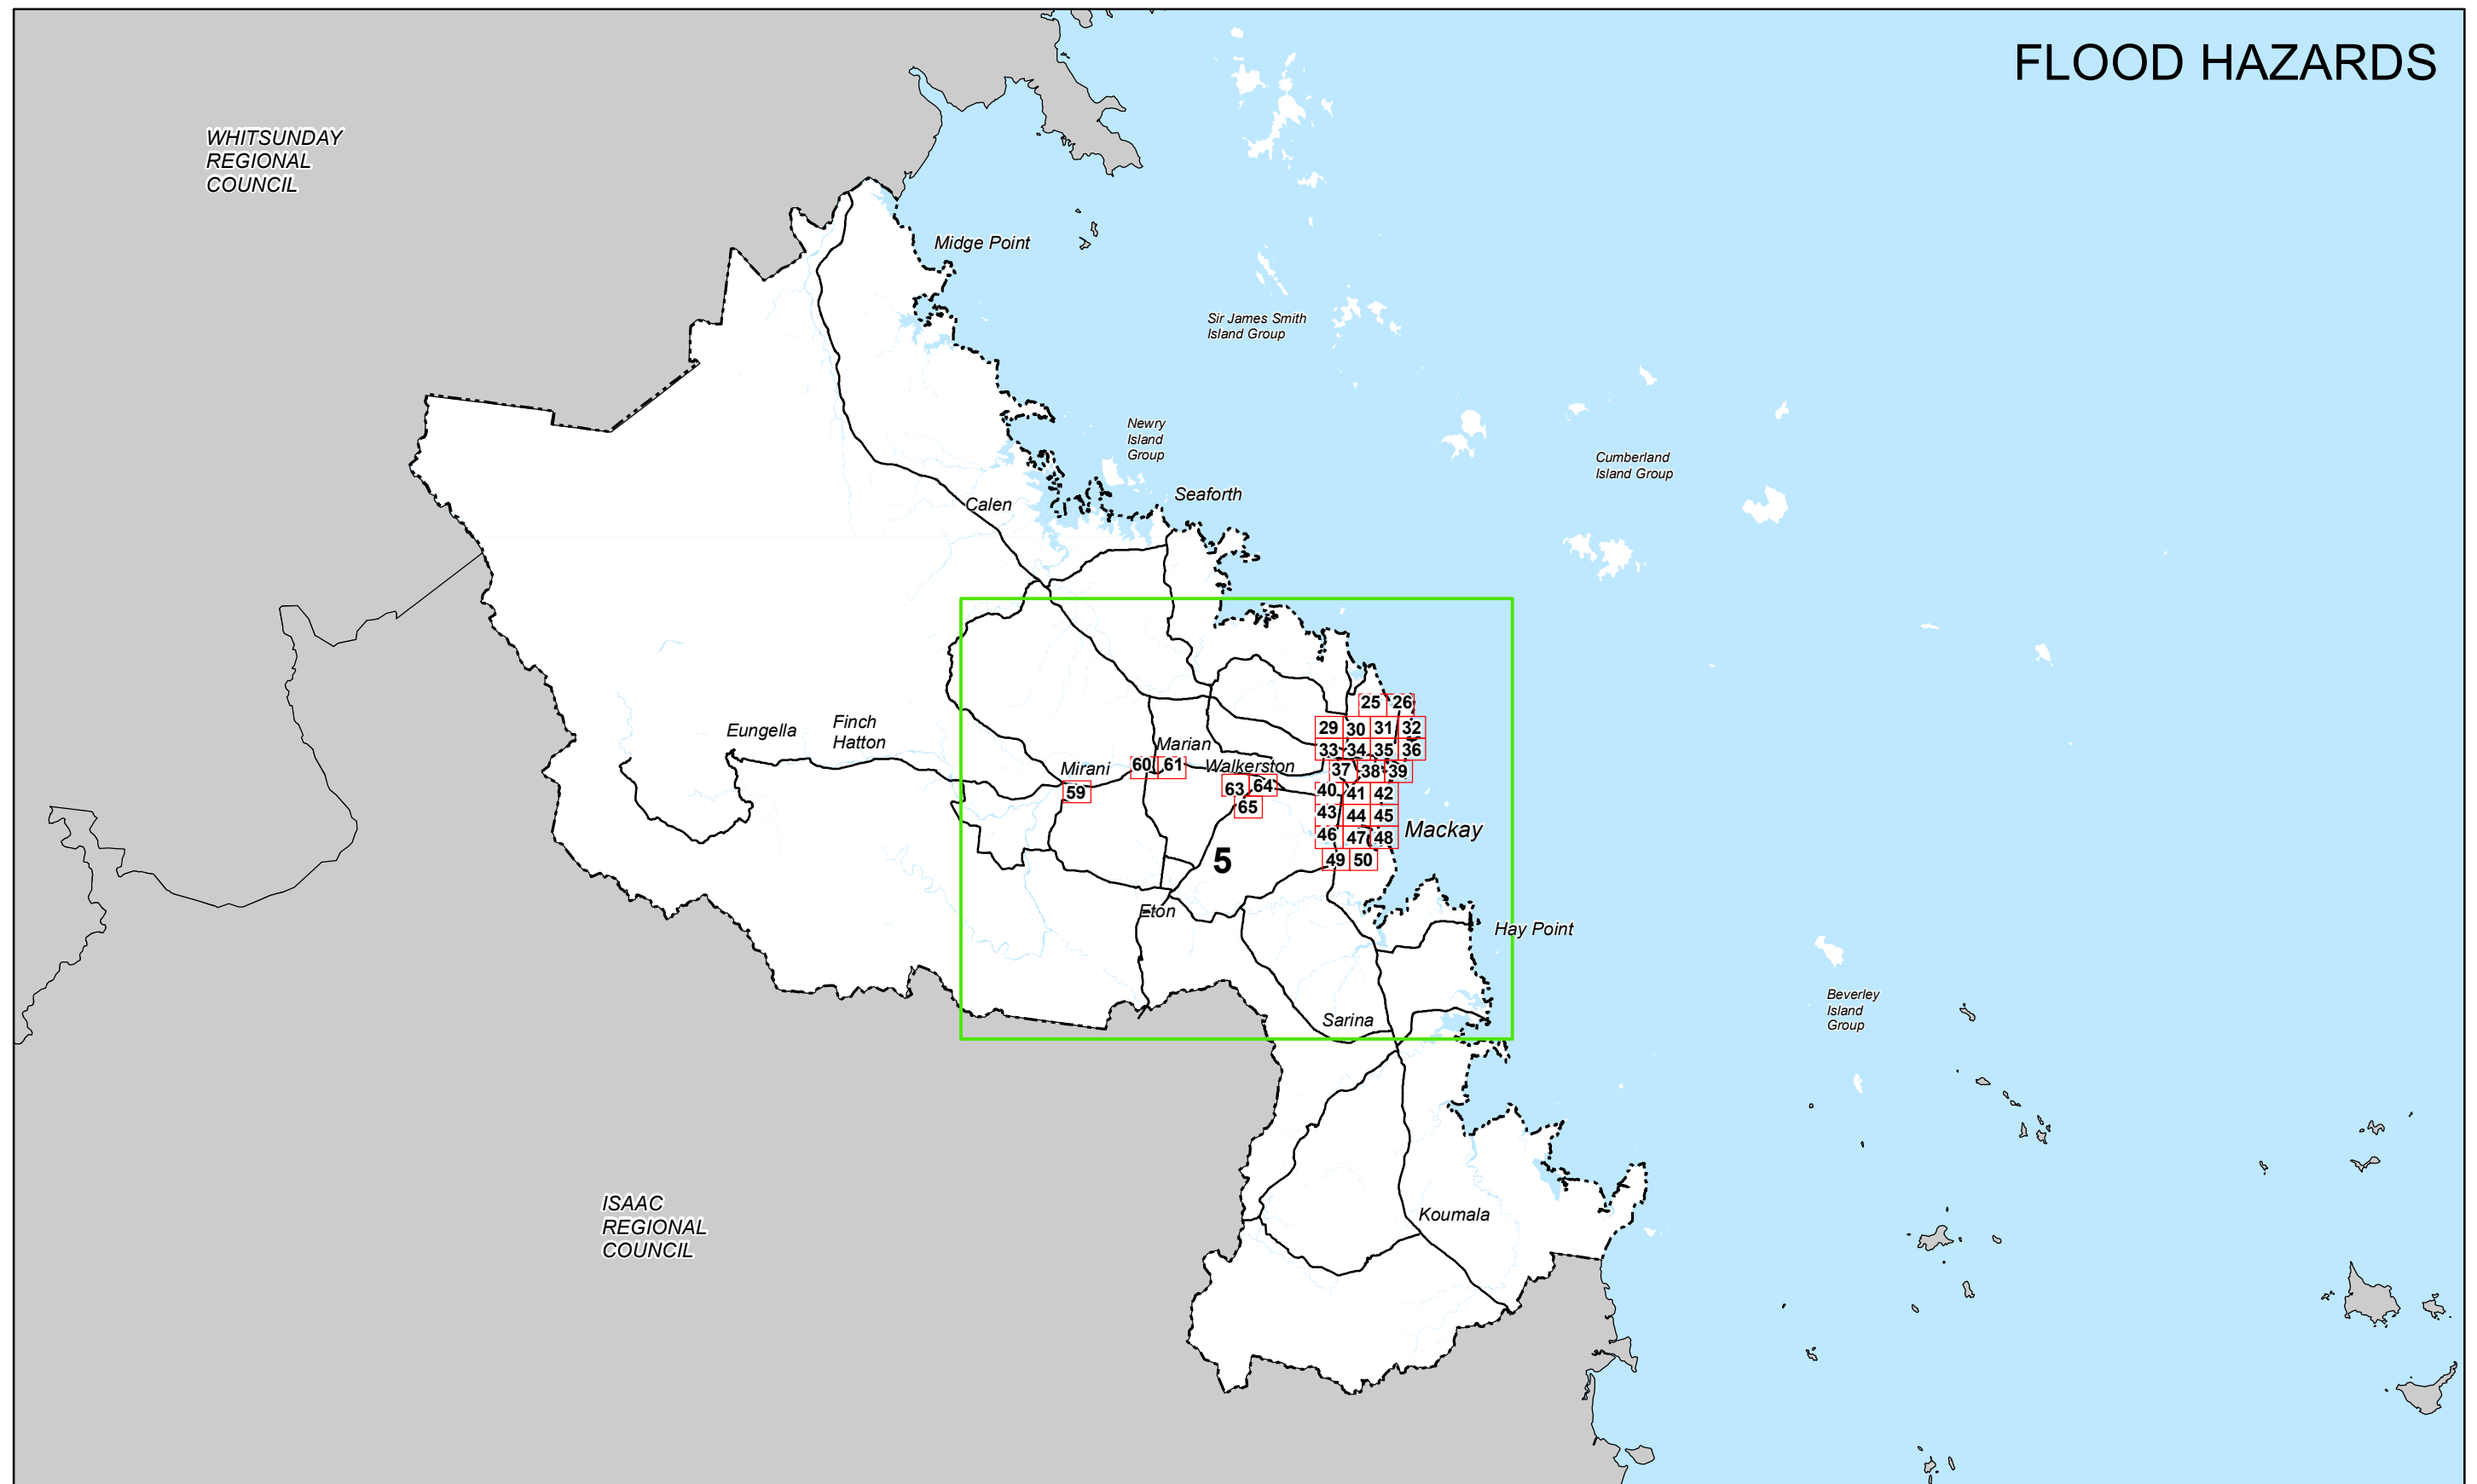 FLOOD HAZARDS
WHITSUNDAY
REGIONAL
COUNCIL
Midge Point
Sir James Smith
Island Group
Newry
Island
Group
Cumberland
Island Group
Seaforth
Calen
25 26
Eungella
Finch
Hatton
29 30 31 32
Marian
33 34 35 36
Mirani
60 61
Walkerston
37 38 39
59
63 64
40 41 42
65
43 44 45
Mackay
46 47 48
5
49 50
Eton
Hay Point
Sarina
Beverley
Island
Group
ISAAC
REGIONAL
COUNCIL
Koumala